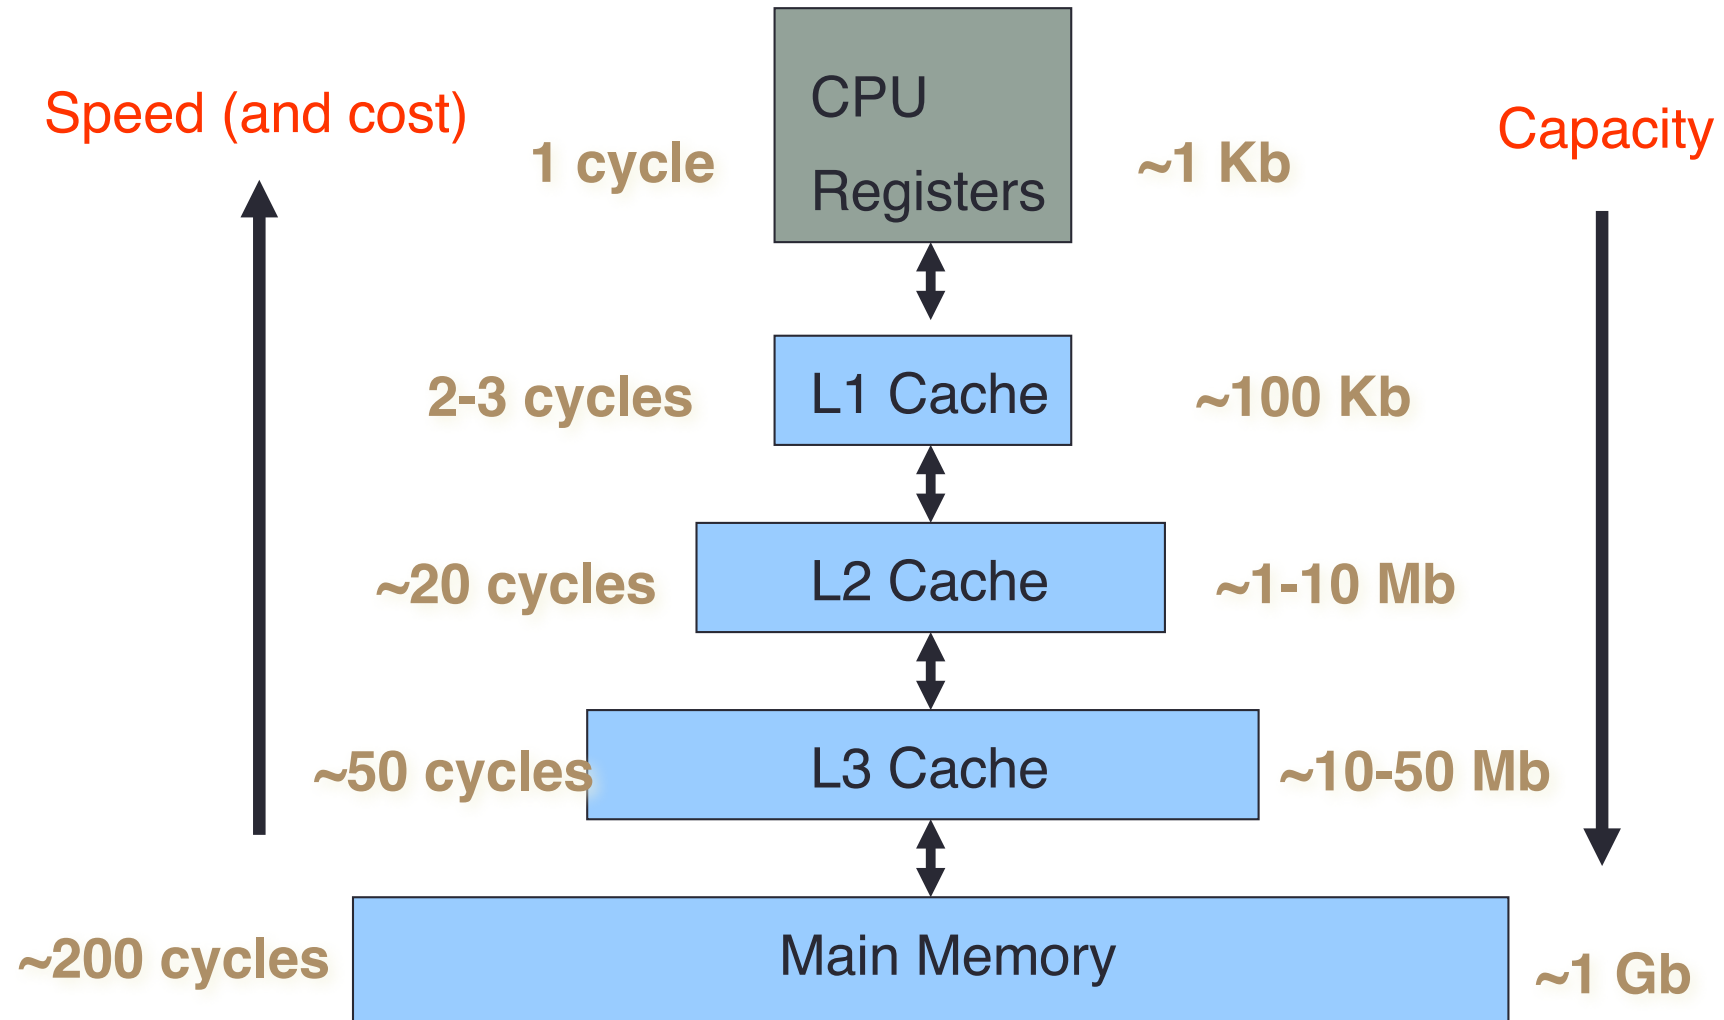 Speed (and cost)
CPU
Registers
1 cycle
~1 Kb
Capacity
2-3 cycles
L1 Cache
~100 Kb
~20 cycles
L2 Cache
~1-10 Mb
~50 cycles
L3 Cache
~10-50 Mb
~200 cycles
Main Memory
~1 Gb